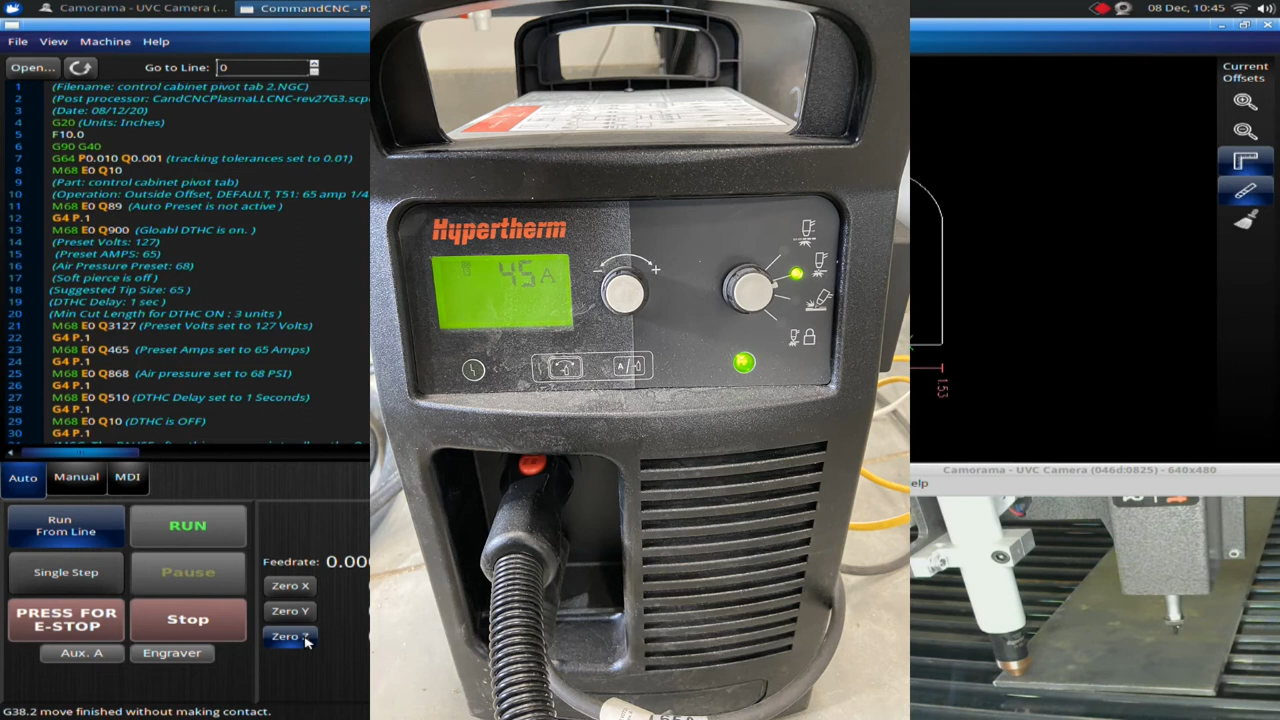 Camorama - UVC Camera (...
CommandCNC - P
08 Dec, 10:45
File View Machine Help
Open...
Go to Line: 0
1 (Filename: control cabinet pivot tab 2.NGC)
2 (Post processor: CandCNCPlasmaLLCNC-rev27G3.scp
3 (Date: 08/12/20)
4 G20 (Units: Inches)
5 F10.0
6 G90 G40
7 G64 P0.010 Q0.001 (tracking tolerances set to 0.01)
8 M68 E0 Q10
9 (Part: control cabinet pivot tab)
10 (Operation: Outside Offset, DEFAULT, T51: 65 amp 1/4
11 M68 E0 Q89 (Auto Preset is not active )
12 G4 P.1
13 M68 E0 Q900 (Gloabl DTHC is on. )
14 (Preset Volts: 127)
15 (Preset AMPS: 65)
16 (Air Pressure Preset: 68)
17 (Soft pierce is off )
18 (Suggested Tip Size: 65 )
19 (DTHC Delay: 1 sec )
20 (Min Cut Length for DTHC ON : 3 units )
21 M68 E0 Q3127 (Preset Volts set to 127 Volts)
22 G4 P.1
23 M68 E0 Q465 (Preset Amps set to 65 Amps)
24 G4 P.1
25 M68 E0 Q868 (Air pressure set to 68 PSI)
26 G4 P.1
27 M68 E0 Q510 (DTHC Delay set to 1 Seconds)
28 G4 P.1
29 M68 E0 Q10 (DTHC is OFF)
30 G4 P.1
Auto Manual MDI
Run
From Line
RUN
Single Step
Pause
PRESS FOR
E-STOP
Stop
Aux. A
Engraver
Feedrate: 0.00
Zero X
Zero Y
Zero Z
G38.2 move finished without making contact.
Hypertherm
45 A
- +
A/
Current
Offsets
1.53
Camorama - UVC Camera (046d:0825) - 640x480
elp